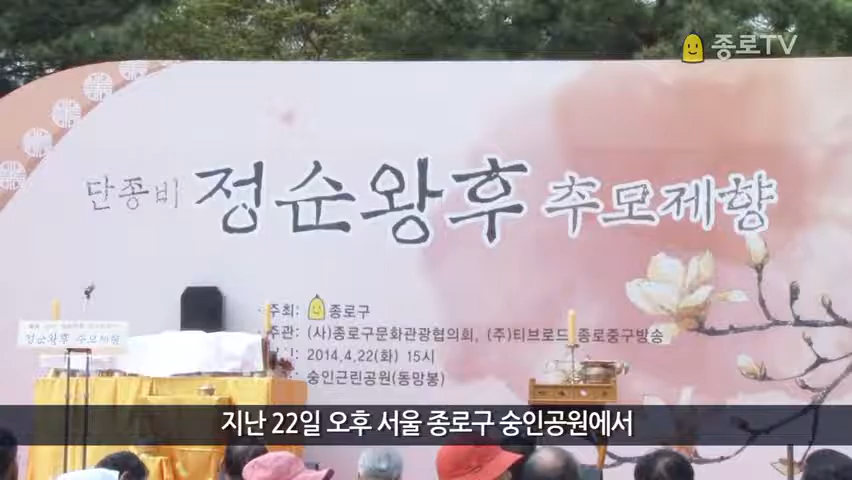 종로TV
단종비 정순왕후 추모제향
주최: 종로구
주관: (사)종로구문화관광협의회, (주)티브로드 종로중구방송
2014.4.22(화) 15시
숭인근린공원(동망봉)
정순왕후 추모제향
지난 22일 오후 서울 종로구 숭인공원에서